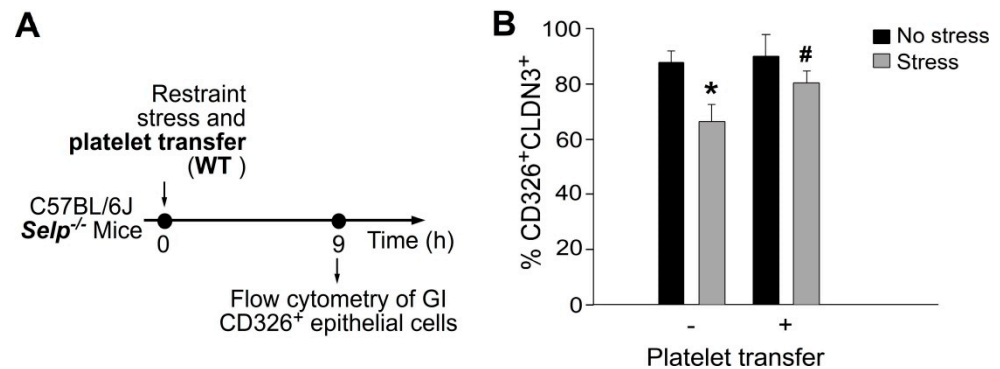 A
Restraint
stress and
platelet transfer
(WT )
C57BL/6J
Selp-/- Mice
0
9
Time (h)
Flow cytometry of GI
CD326+ epithelial cells
B
% CD326+CLDN3+
100
80
60
40
20
0
*
#
No stress
Stress
-
+
Platelet transfer